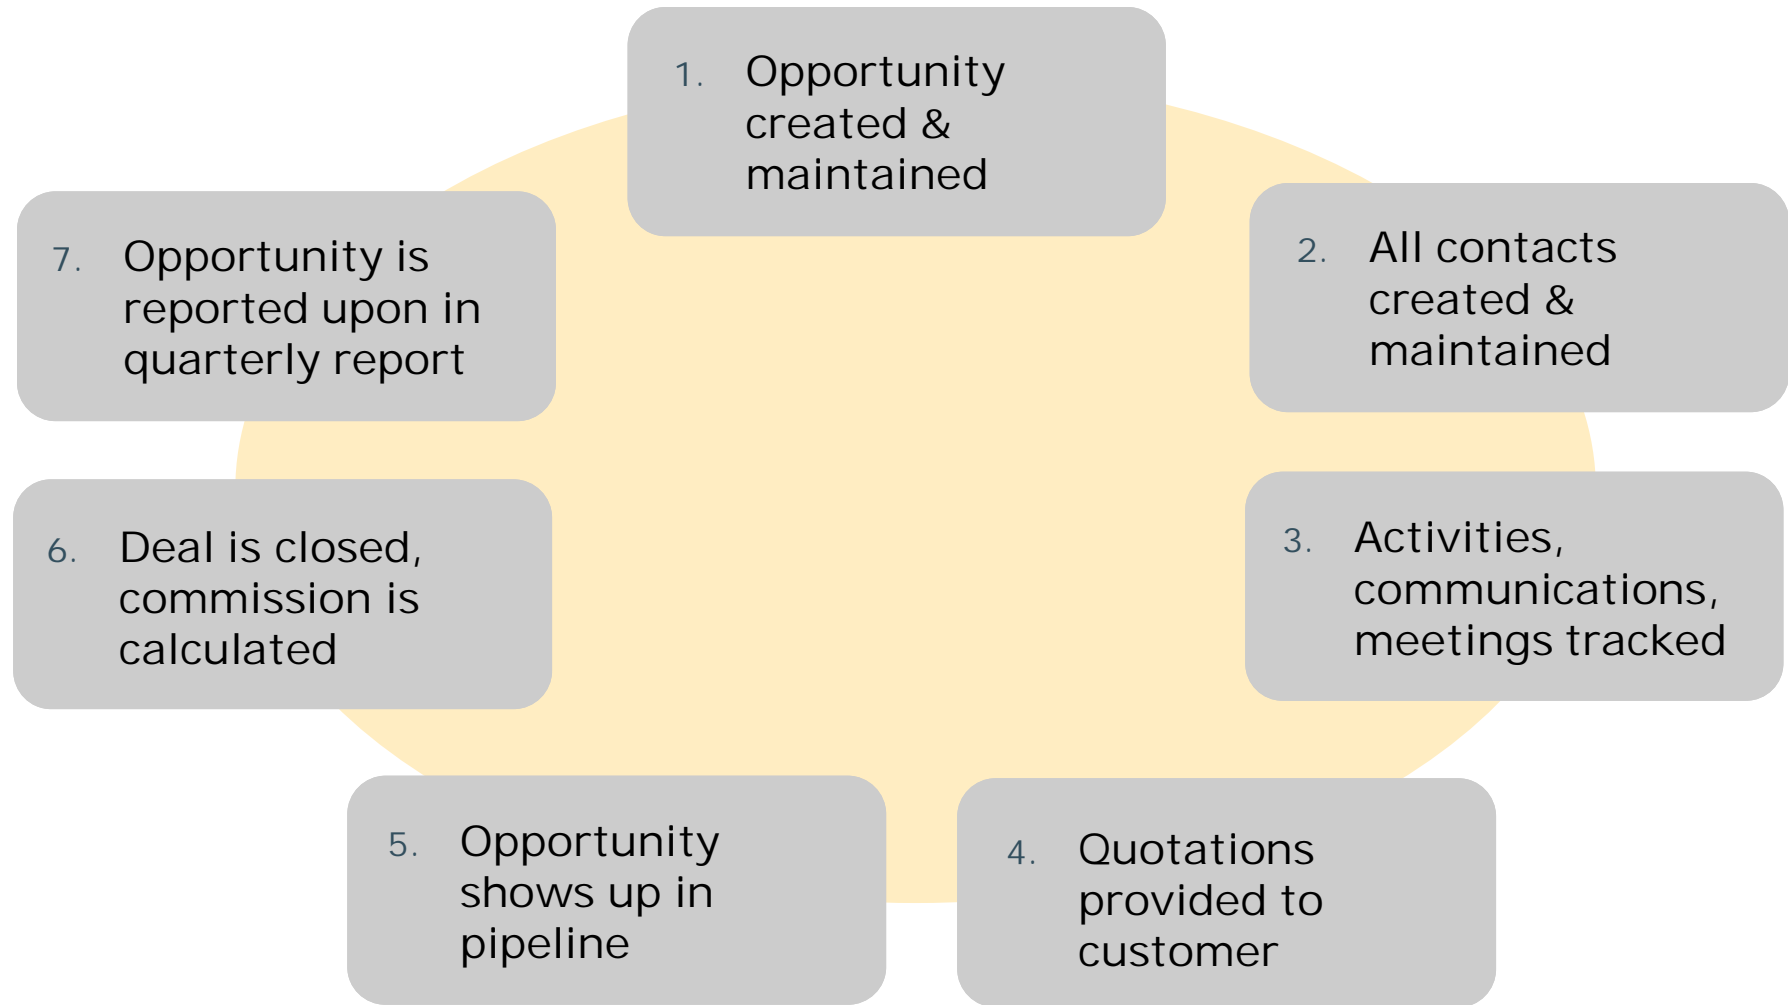 1. Opportunity
created &
maintained
2. All contacts
created &
maintained
3. Activities,
communications,
meetings tracked
4. Quotations
provided to
customer
5. Opportunity
shows up in
pipeline
6. Deal is closed,
commission is
calculated
7. Opportunity is
reported upon in
quarterly report